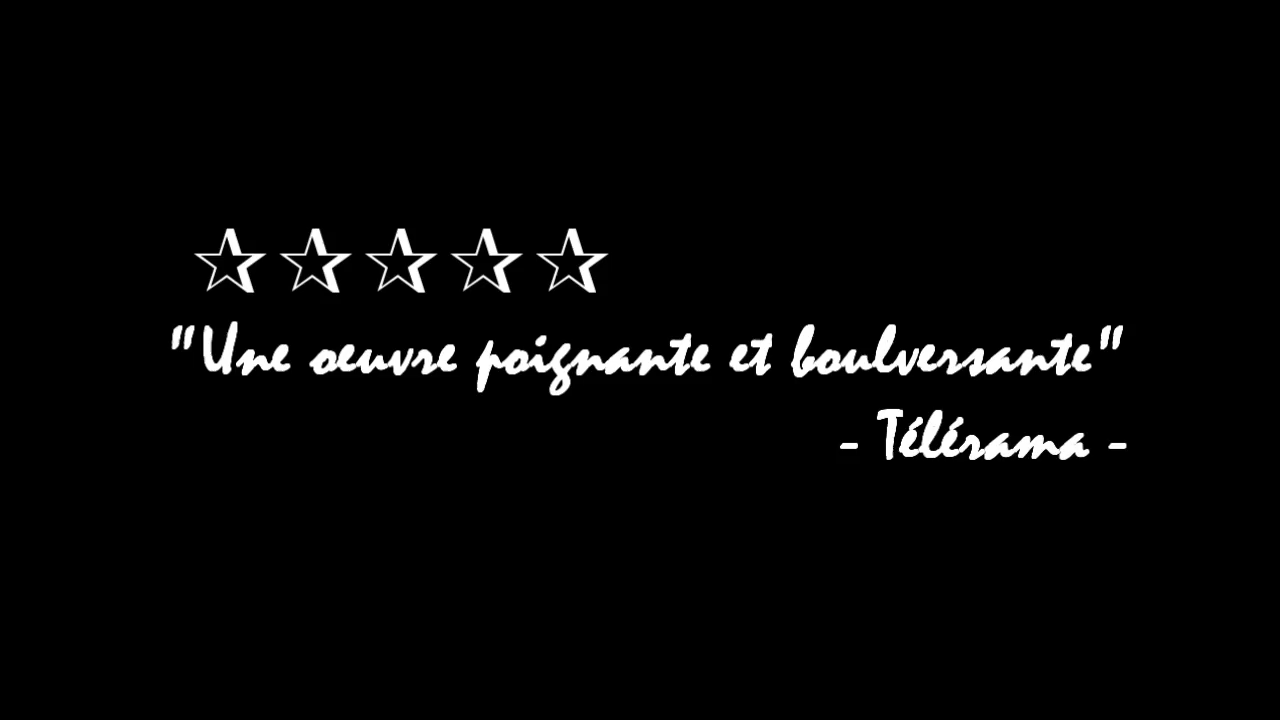 ☆☆☆☆☆
"Une oeuvre poignante et boulversante"
- Télérama -